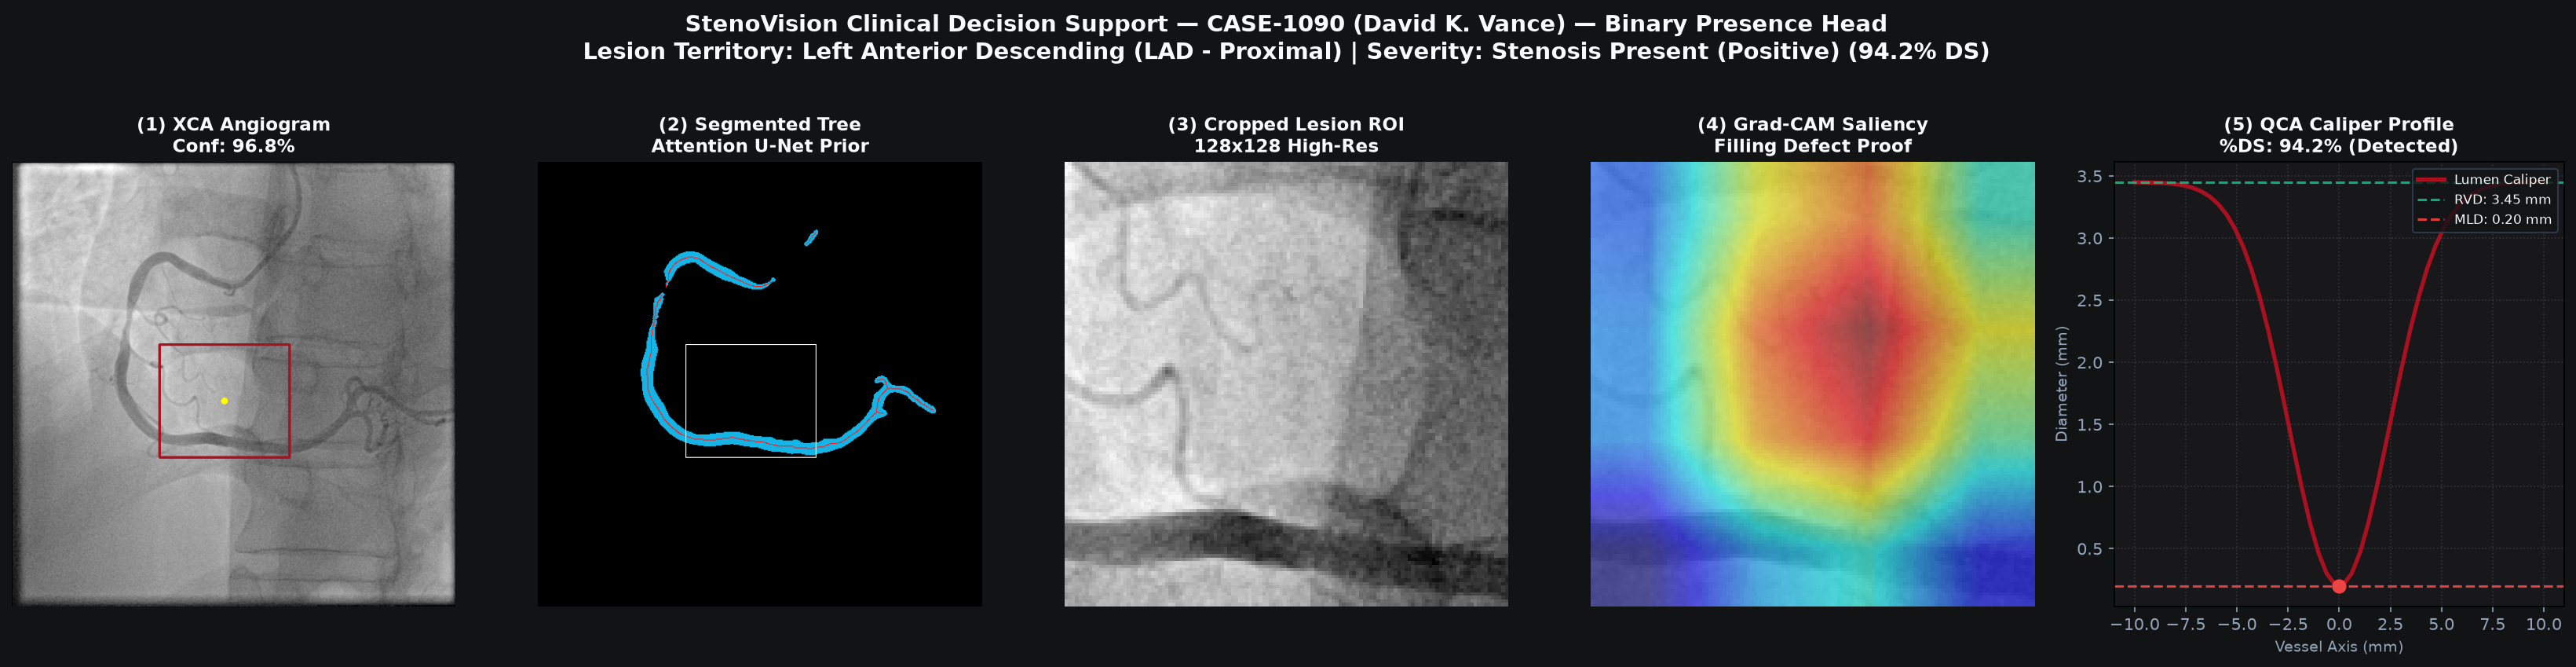 StenoVision Clinical Decision Support — CASE-1090 (David K. Vance) — Binary Presence Head
Lesion Territory: Left Anterior Descending (LAD - Proximal) | Severity: Stenosis Present (Positive) (94.2% DS)
(1) XCA Angiogram
Conf: 96.8%
(2) Segmented Tree
Attention U-Net Prior
(3) Cropped Lesion ROI
128x128 High-Res
(4) Grad-CAM Saliency
Filling Defect Proof
(5) QCA Caliper Profile
%DS: 94.2% (Detected)
Lumen Caliper
RVD: 3.45 mm
MLD: 0.20 mm
Diameter (mm)
3.5
3.0
2.5
2.0
1.5
1.0
0.5
−10.0 −7.5 −5.0 −2.5 0.0 2.5 5.0 7.5 10.0
Vessel Axis (mm)